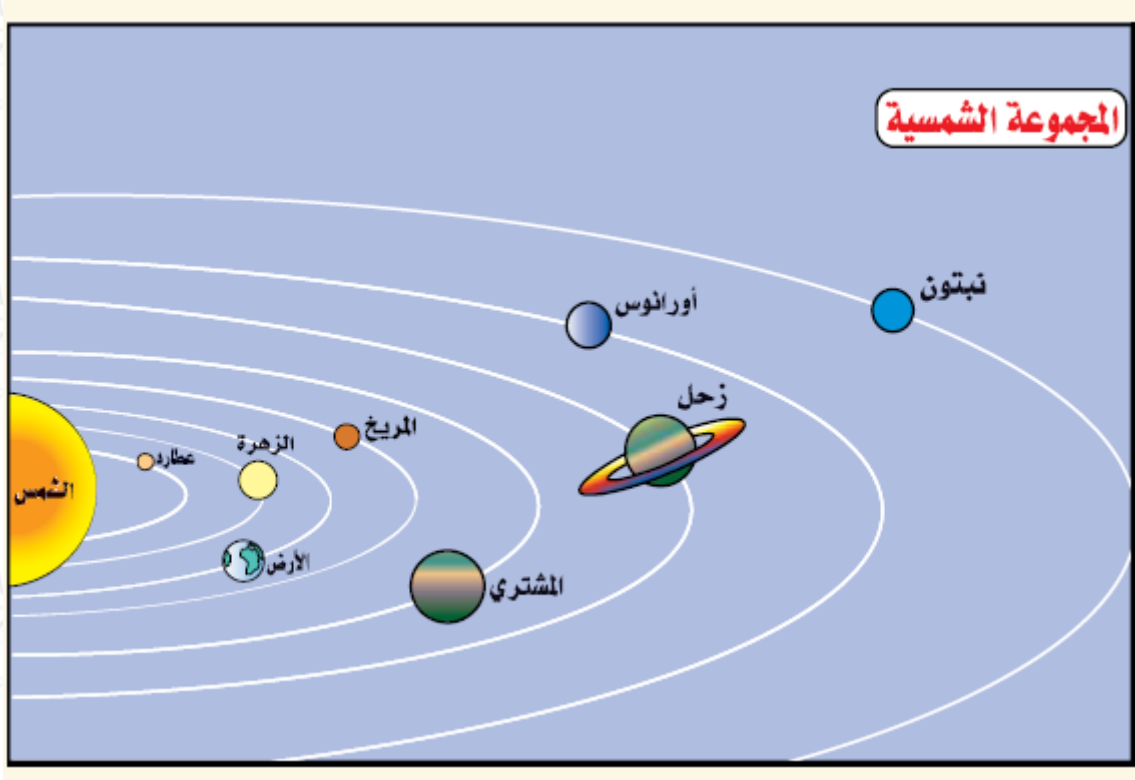 المجموعة الشمسية
نبتون
أورانوس
زحل
المريخ
الزهرة
عطارد
الشمس
الأرض
المشتري